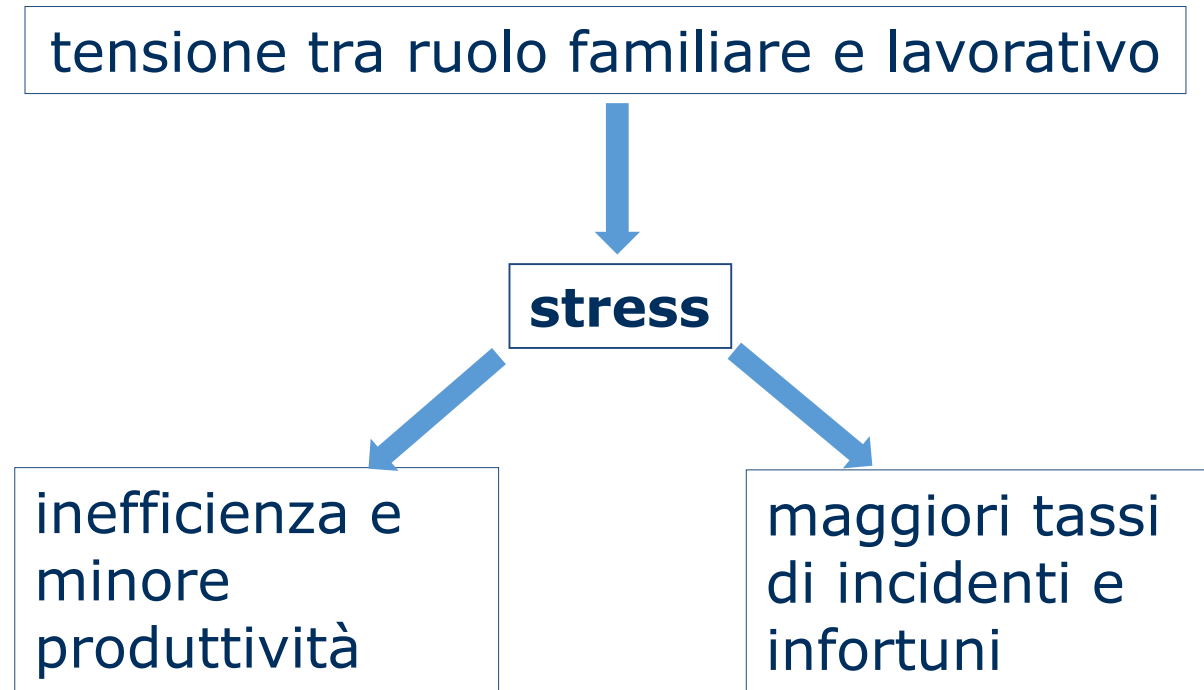 tensione tra ruolo familiare e lavorativo
stress
inefficienza e
minore
produttività
maggiori tassi
di incidenti e
infortuni